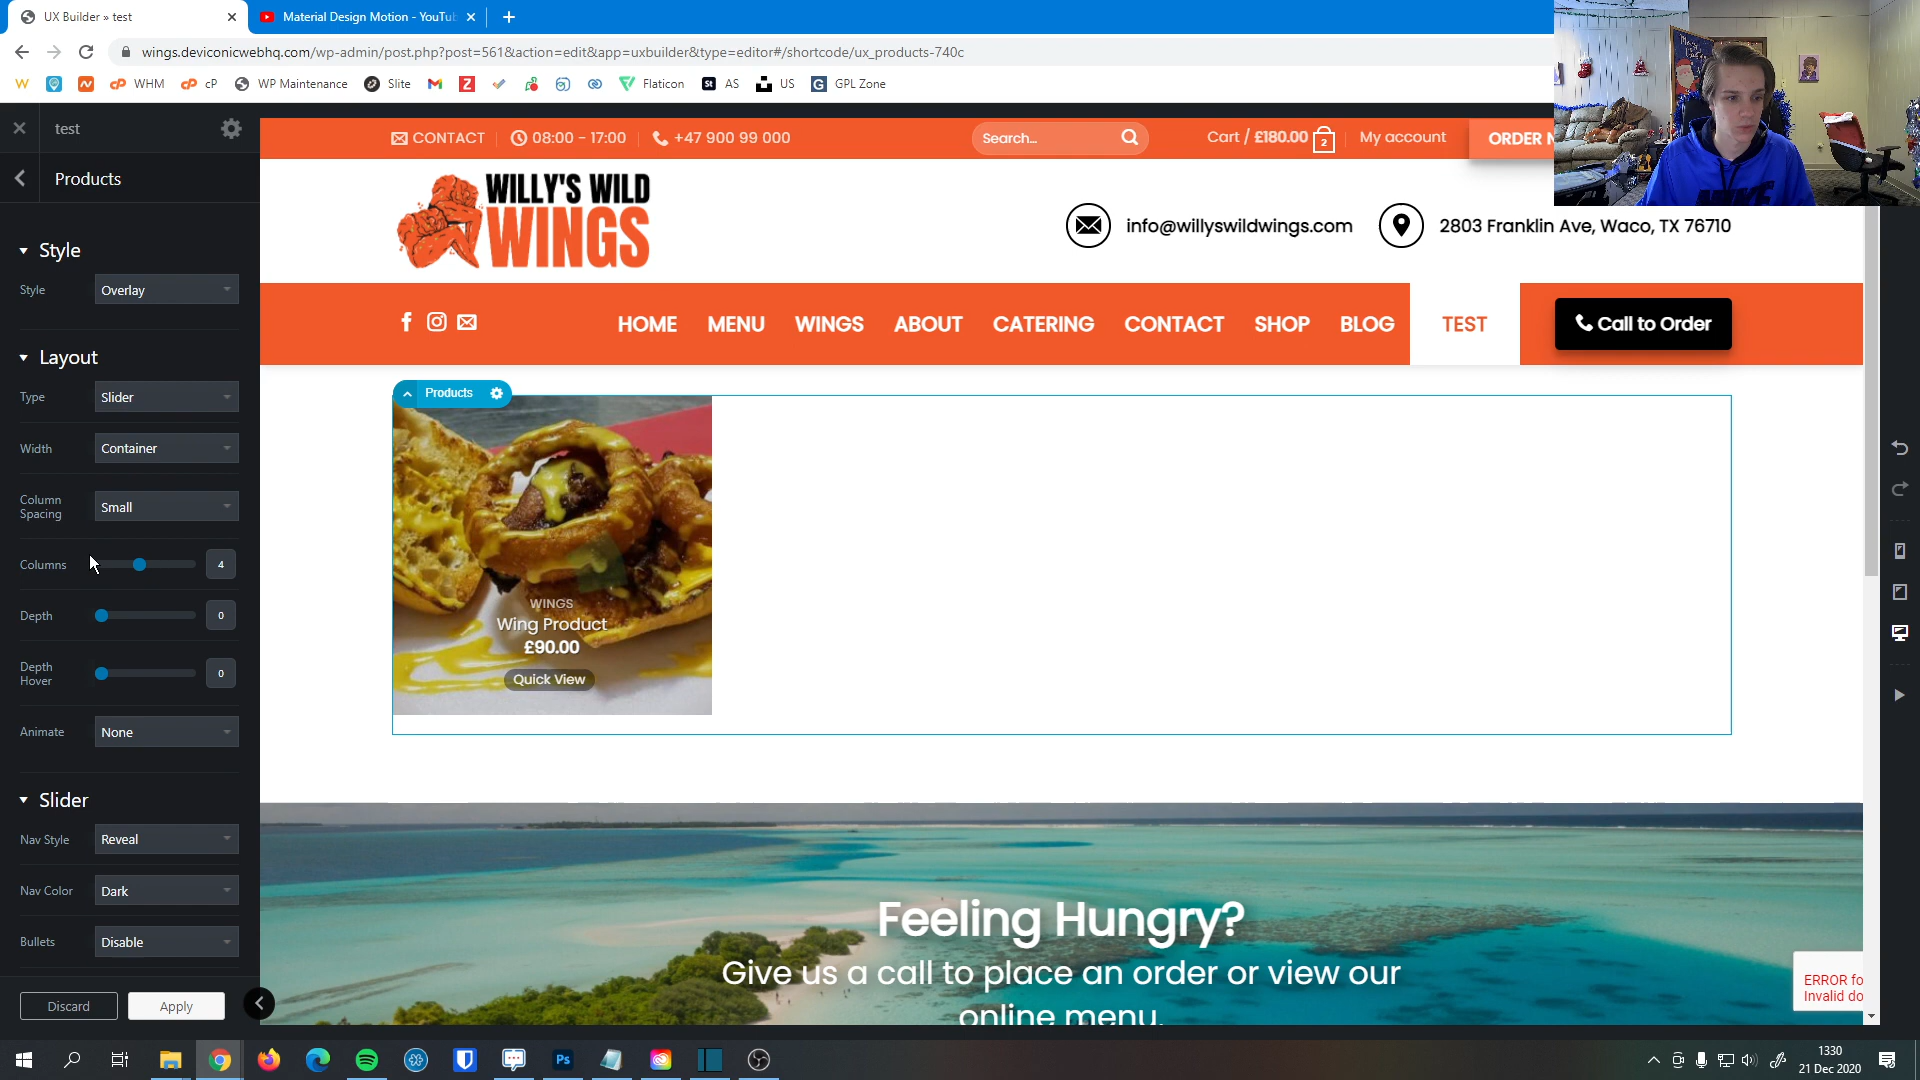 UX Builder » test
Material Design Motion - YouTub
wings.deviconicwebhq.com/wp-admin/post.php?post=561&action=edit&app=uxbuilder&type=editor#/shortcode/ux_products-740c
WHM
cP
WP Maintenance
Slite
Flaticon
AS
US
GPL Zone
test
Products
Style
Style
Overlay
Layout
Type
Slider
Width
Container
Column
Spacing
Small
Columns
4
Depth
0
Depth
Hover
0
Animate
None
Slider
Nav Style
Reveal
Nav Color
Dark
Bullets
Disable
Discard
Apply
CONTACT
08:00 - 17:00
+47 900 99 000
Search...
Cart / £180.00
2
My account
ORDER N
WILLY'S WILD
WINGS
info@willyswildwings.com
2803 Franklin Ave, Waco, TX 76710
HOME
MENU
WINGS
ABOUT
CATERING
CONTACT
SHOP
BLOG
TEST
Call to Order
Products
WINGS
Wing Product
£90.00
Quick View
Feeling Hungry?
Give us a call to place an order or view our
online menu.
ERROR fo
Invalid do
1330
21 Dec 2020